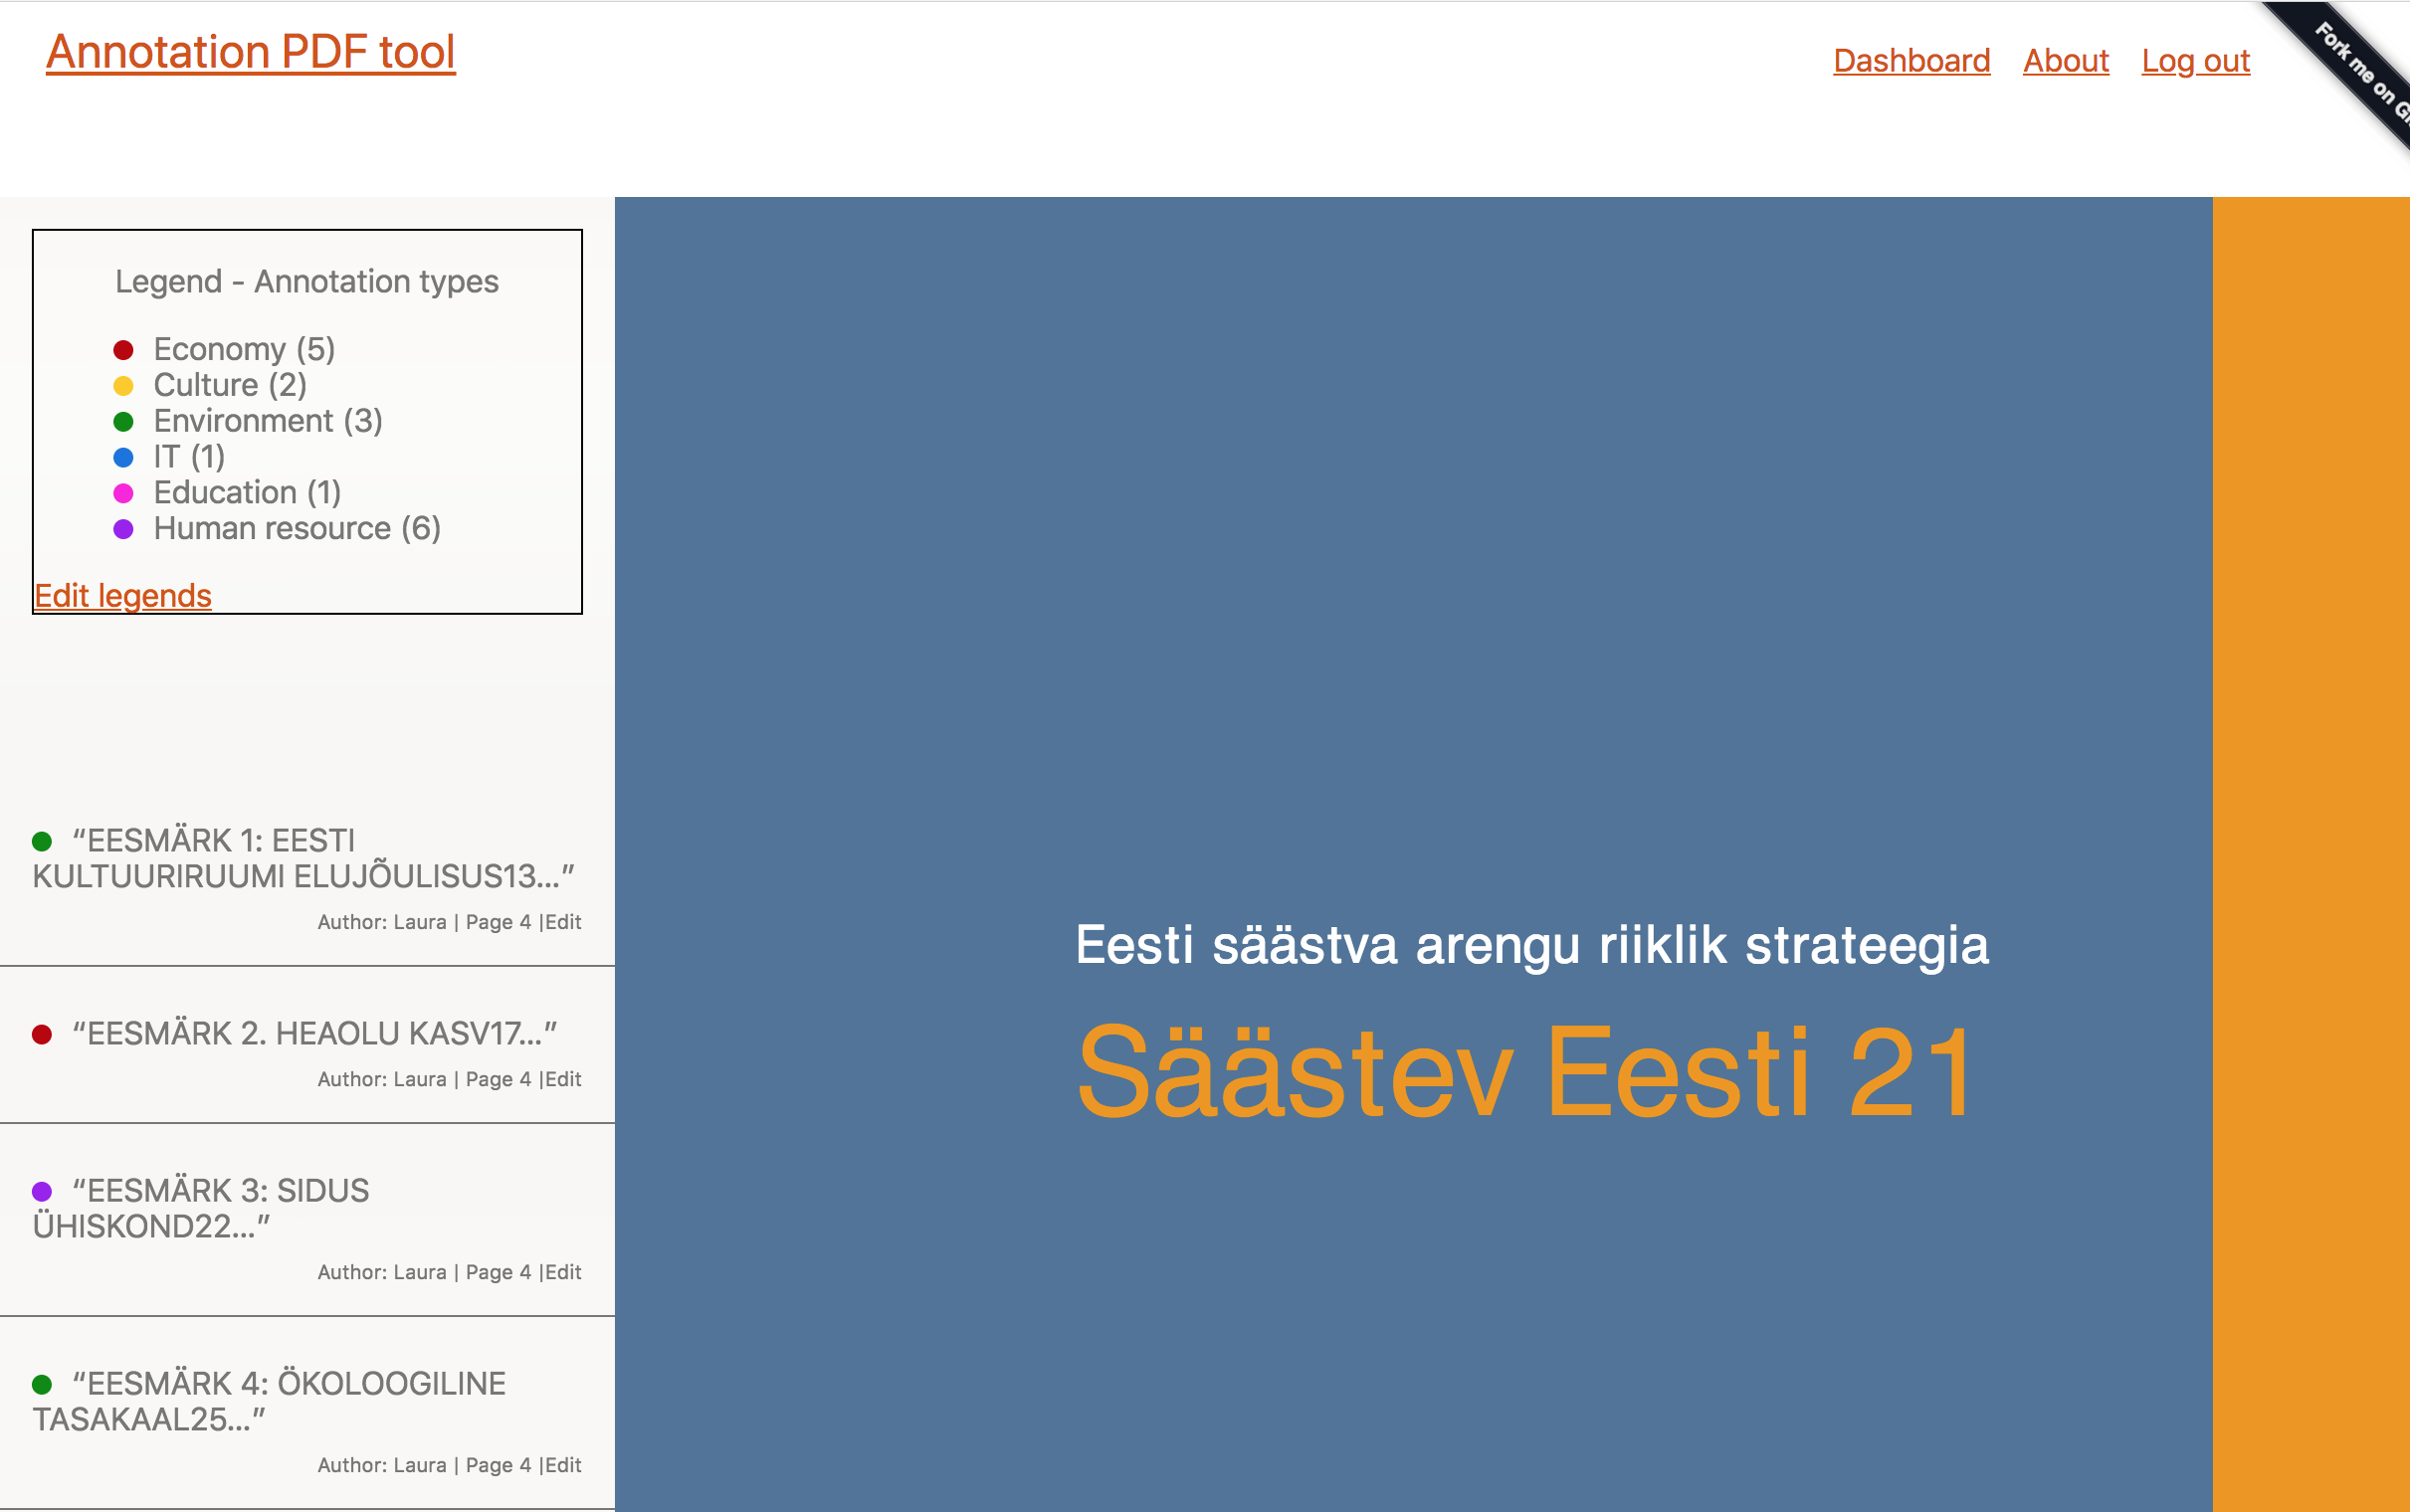 Annotation PDF tool
Dashboard About Log out
Fork me on
Legend - Annotation types
Economy (5)
Culture (2)
Environment (3)
IT (1)
Education (1)
Human resource (6)
Edit legends
“EESMÄRK 1: EESTI
KULTUURIRUUMI ELUJÕULISUS13...”
Author: Laura | Page 4 |Edit
“EESMÄRK 2. HEAOLU KASV17...”
Author: Laura | Page 4 |Edit
“EESMÄRK 3: SIDUS
ÜHISKOND22...”
Author: Laura | Page 4 |Edit
“EESMÄRK 4: ÖKOLOOGILINE
TASAKAAL25...”
Author: Laura | Page 4 |Edit
Eesti säästva arengu riiklik strateegia
Säästev Eesti 21